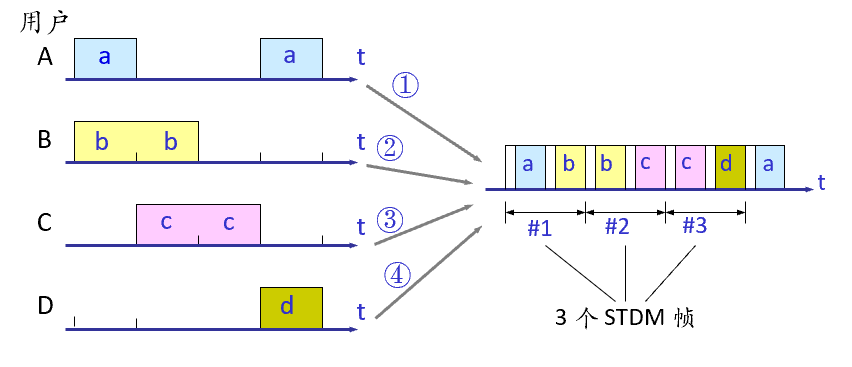 用户
A a a t
①
B b b t
②
a b b c c d a t
C c c t
③
#1 #2 #3
④
D d t
3 个 STDM 帧